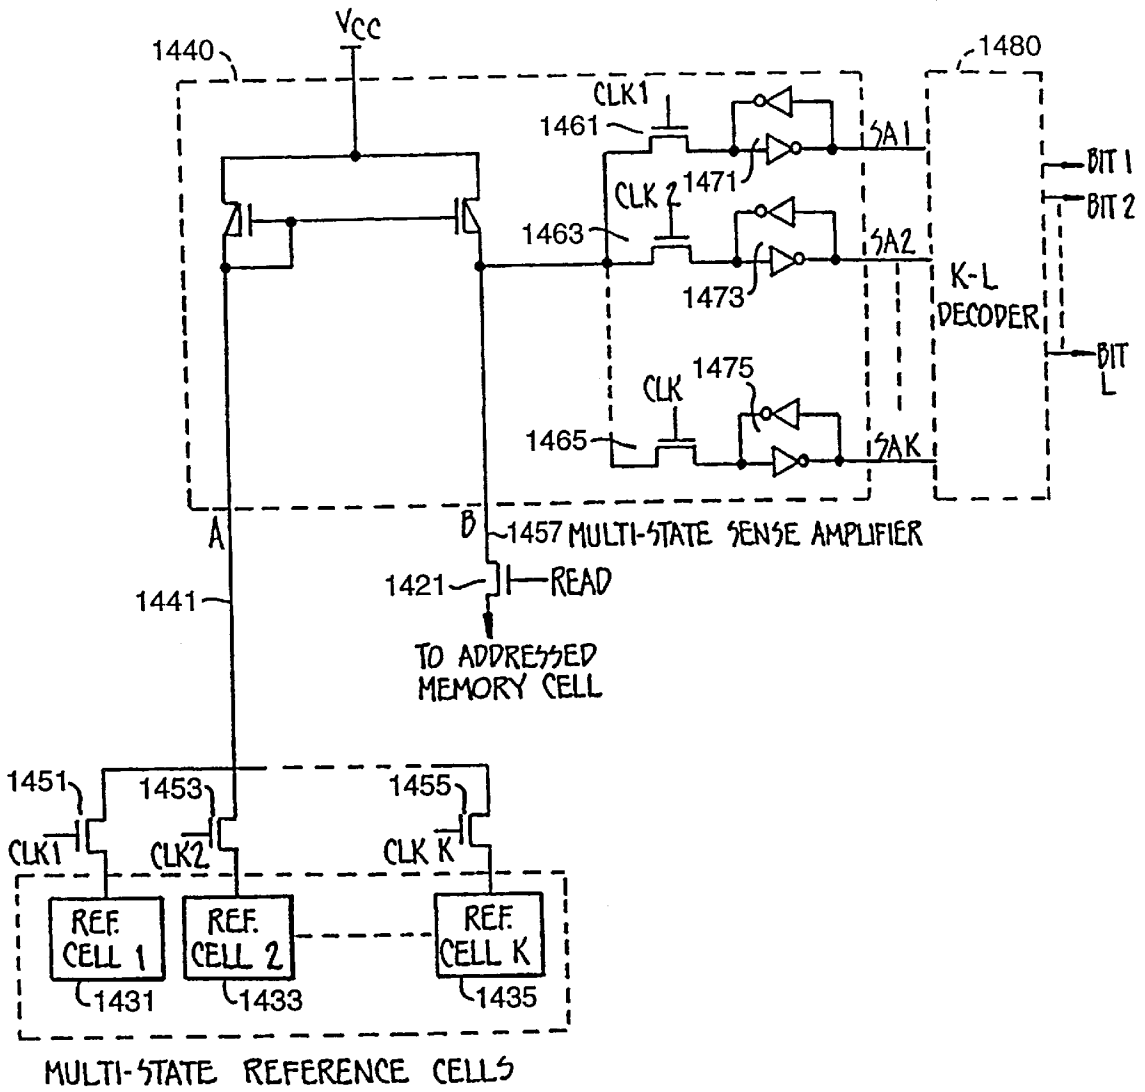 VCC
1440
1480
CLK1
1461
1471
SA1
BIT 1
CLK 2
BIT 2
1463
1473
SA2
K-L
DECODER
CLK
1475
BIT
L
1465
SAK
A
B
1457
MULTI-STATE SENSE AMPLIFIER
1421
READ
1441
TO ADDRESSED
MEMORY CELL
1451
1453
1455
CLK1
CLK2
CLK K
REF.
CELL 1
REF.
CELL 2
REF.
CELL K
1431
1433
1435
MULTI-STATE REFERENCE CELLS